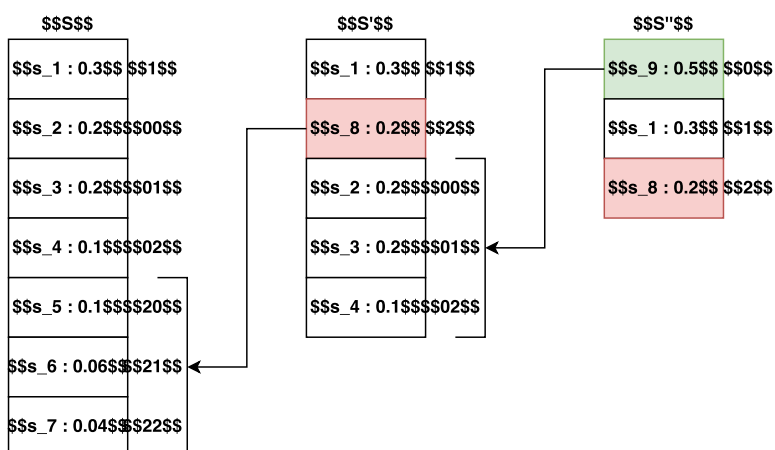 $$S$$
$$s_1 : 0.3$$ $$1$$
$$s_2 : 0.2$$ $$00$$
$$s_3 : 0.2$$ $$01$$
$$s_4 : 0.1$$ $$02$$
$$s_5 : 0.1$$ $$20$$
$$s_6 : 0.06$$ $$21$$
$$s_7 : 0.04$$ $$22$$
$$S'$$
$$s_1 : 0.3$$ $$1$$
$$s_8 : 0.2$$ $$2$$
$$s_2 : 0.2$$ $$00$$
$$s_3 : 0.2$$ $$01$$
$$s_4 : 0.1$$ $$02$$
$$S''$$
$$s_9 : 0.5$$ $$0$$
$$s_1 : 0.3$$ $$1$$
$$s_8 : 0.2$$ $$2$$